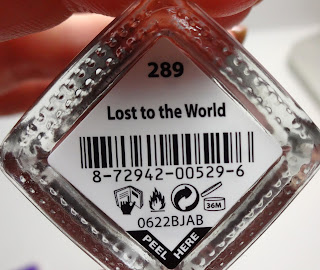 289
Lost to the World
8-72942-00529-6
36M
0622BJAB
PEEL HERE